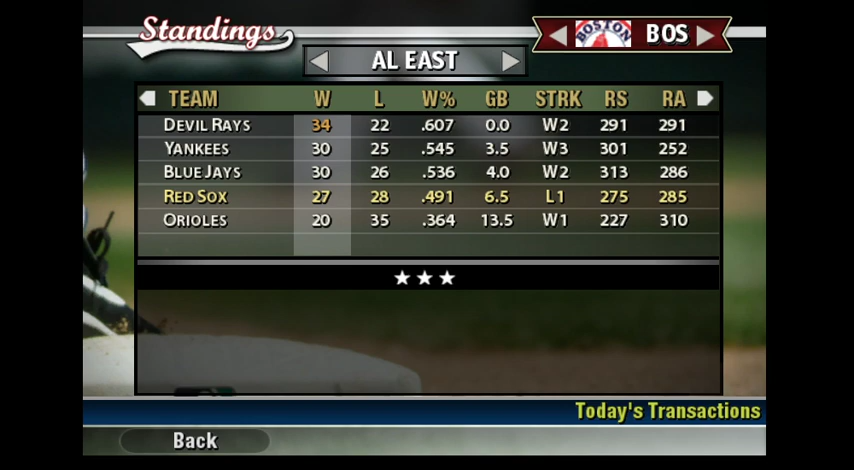 Standings
BOSTON BOS
AL EAST
TEAM W L W% GB STRK RS RA
DEVIL RAYS 34 22 .607 0.0 W2 291 291
YANKEES 30 25 .545 3.5 W3 301 252
BLUE JAYS 30 26 .536 4.0 W2 313 286
RED SOX 27 28 .491 6.5 L1 275 285
ORIOLES 20 35 .364 13.5 W1 227 310
Today's Transactions
Back